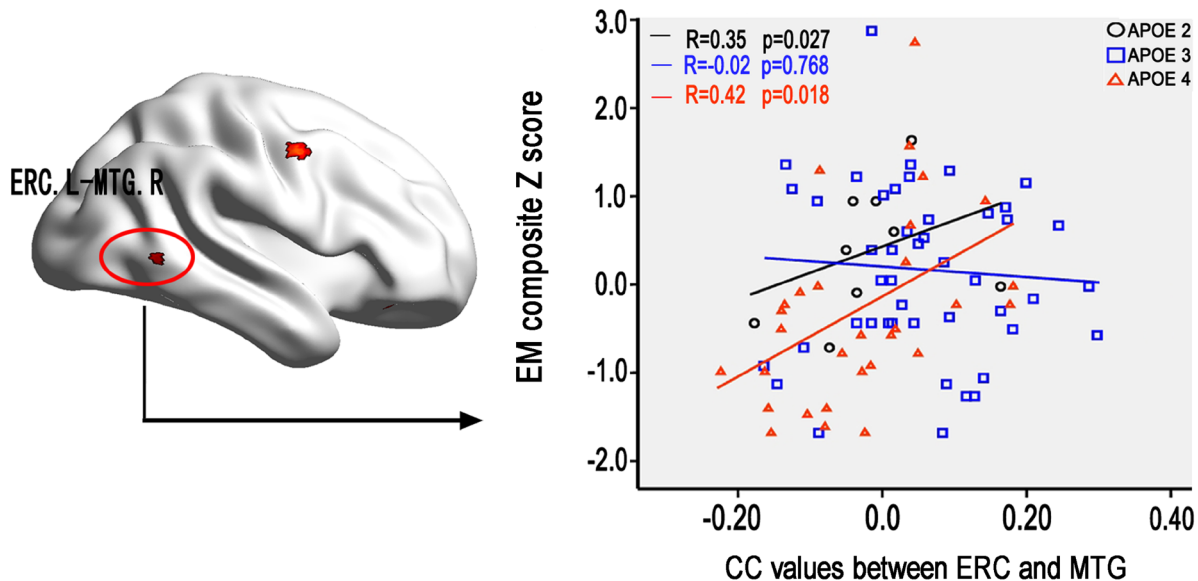 ERC.L-MTG.R
EM composite Z score
3.0
2.0
1.0
0.0
-1.0
-2.0
R=0.35 p=0.027
R=-0.02 p=0.768
R=0.42 p=0.018
APOE 2
APOE 3
APOE 4
-0.20 0.0 0.20 0.40
CC values between ERC and MTG